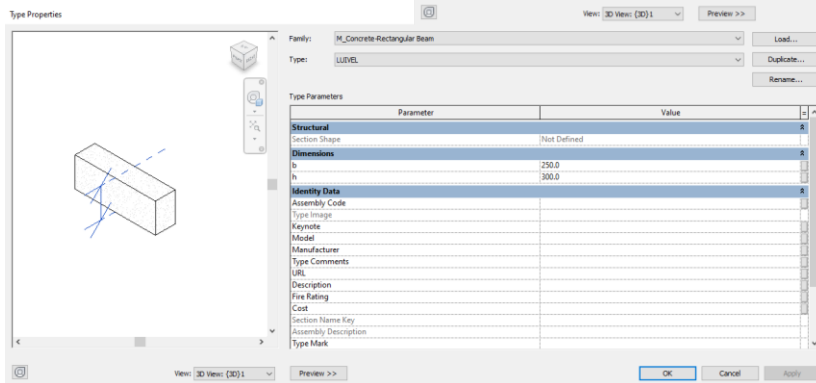 Type Properties
View: 3D View: {3D} 1 Preview >>
Family: M_Concrete-Rectangular Beam Load...
Type: LUIVEL Duplicate...
Rename...
Type Parameters
Parameter Value =
Structural
Section Shape Not Defined
Dimensions
b 250.0
h 300.0
Identity Data
Assembly Code
Type Image
Keynote
Model
Manufacturer
Type Comments
URL
Description
Fire Rating
Cost
Section Name Key
Assembly Description
Type Mark
View: 3D View: {3D} 1 Preview >> OK Cancel Apply